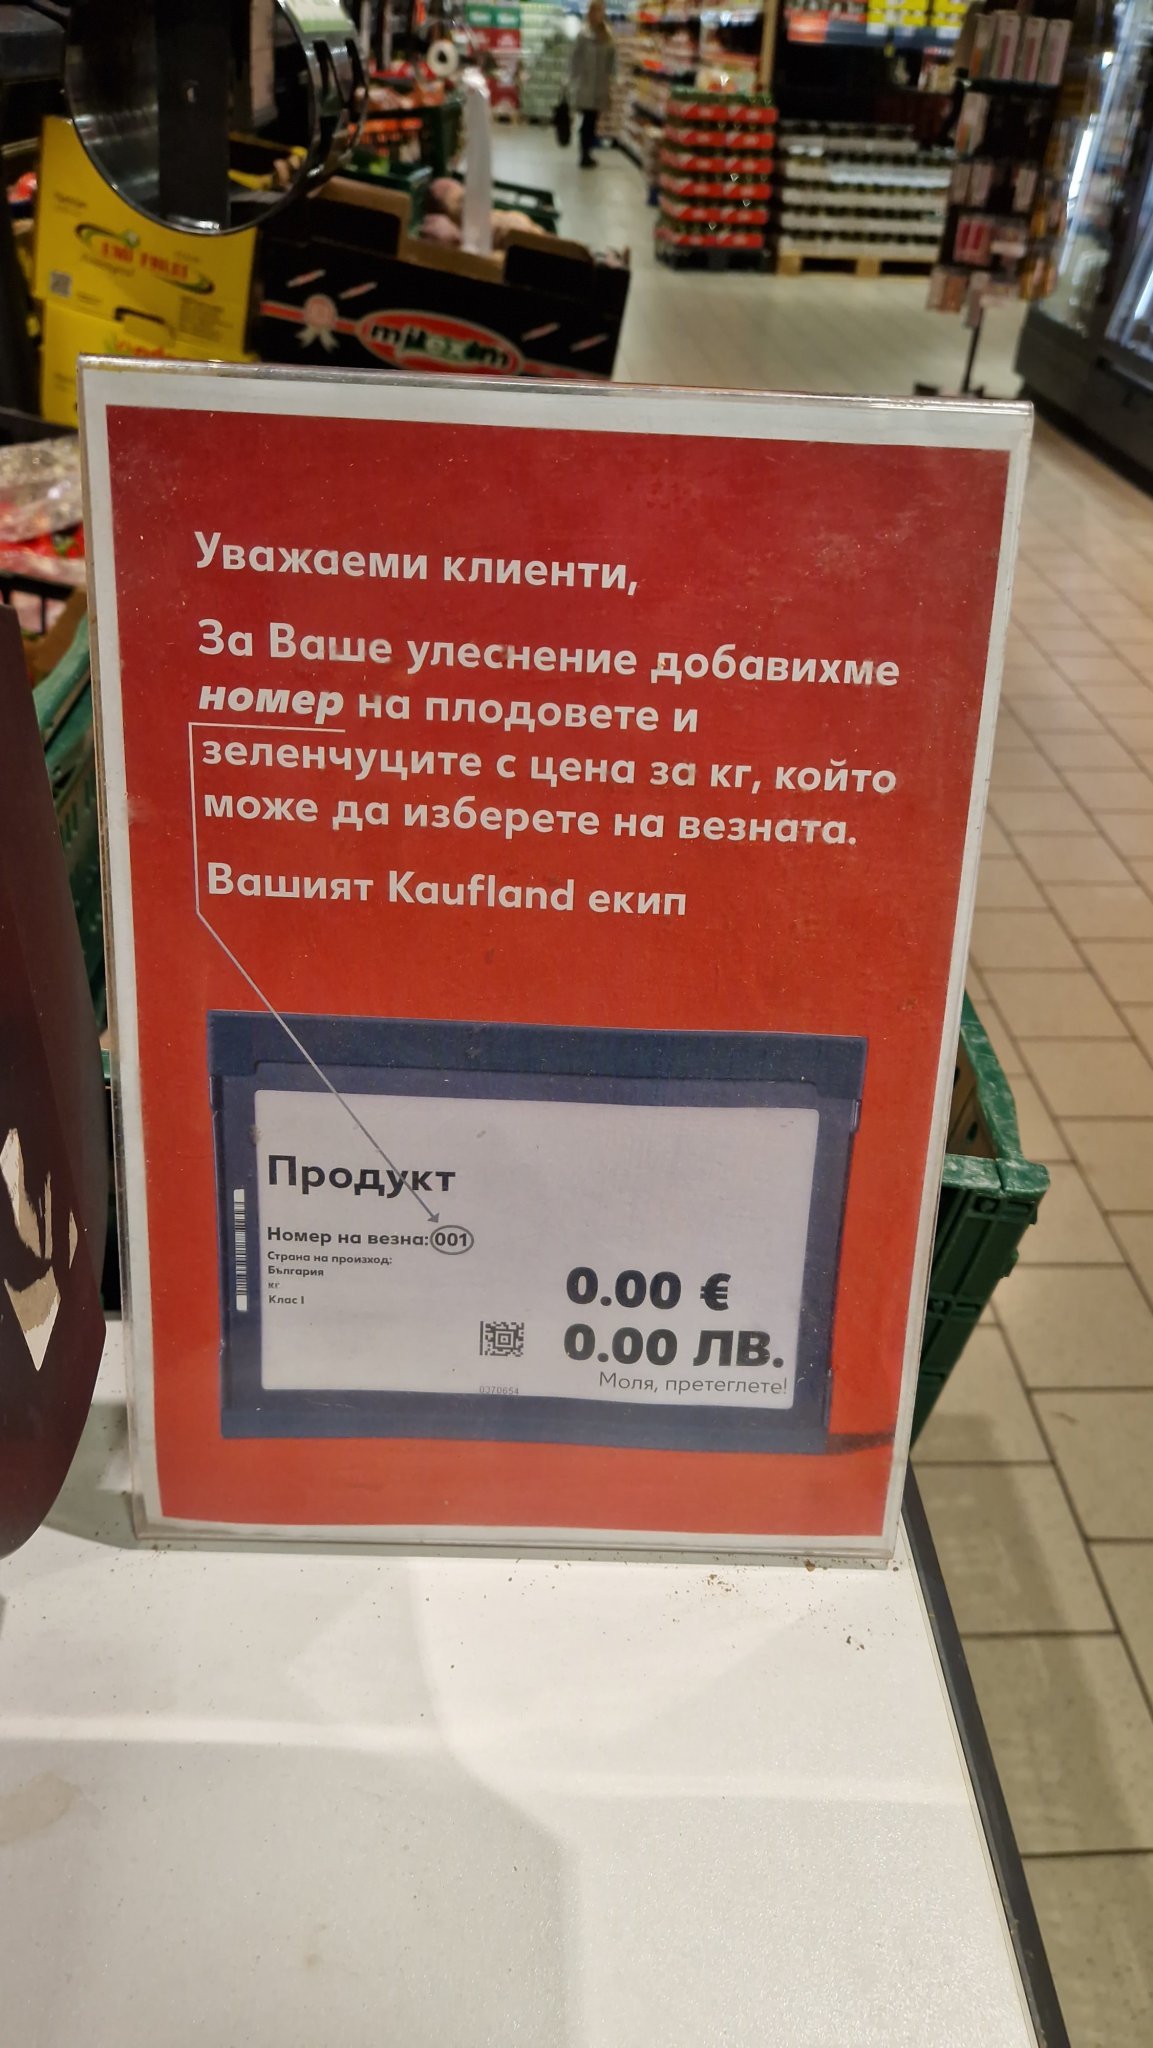 milexim
Уважаеми клиенти,
За Ваше улеснение добавихме
номер на плодовете и
зеленчуците с цена за кг, който
може да изберете на везната.
Вашият Kaufland екип
Продукт
Номер на везна: 001
Страна на произход:
България
кг
Клас I
0.00 €
0.00 ЛВ.
Моля, претеглете!
0370654